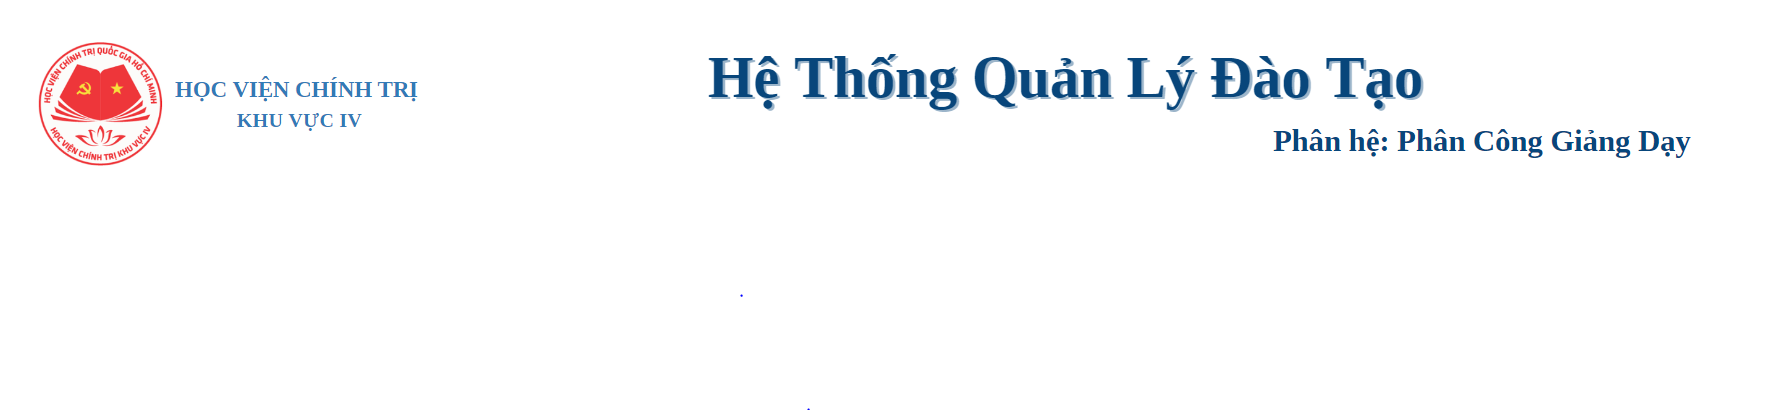 HỌC VIỆN CHÍNH TRỊ QUỐC GIA HỒ CHÍ MINH
HỌC VIỆN CHÍNH TRỊ KHU VỰC IV
HỌC VIỆN CHÍNH TRỊ
KHU VỰC IV
Hệ Thống Quản Lý Đào Tạo
Phân hệ: Phân Công Giảng Dạy